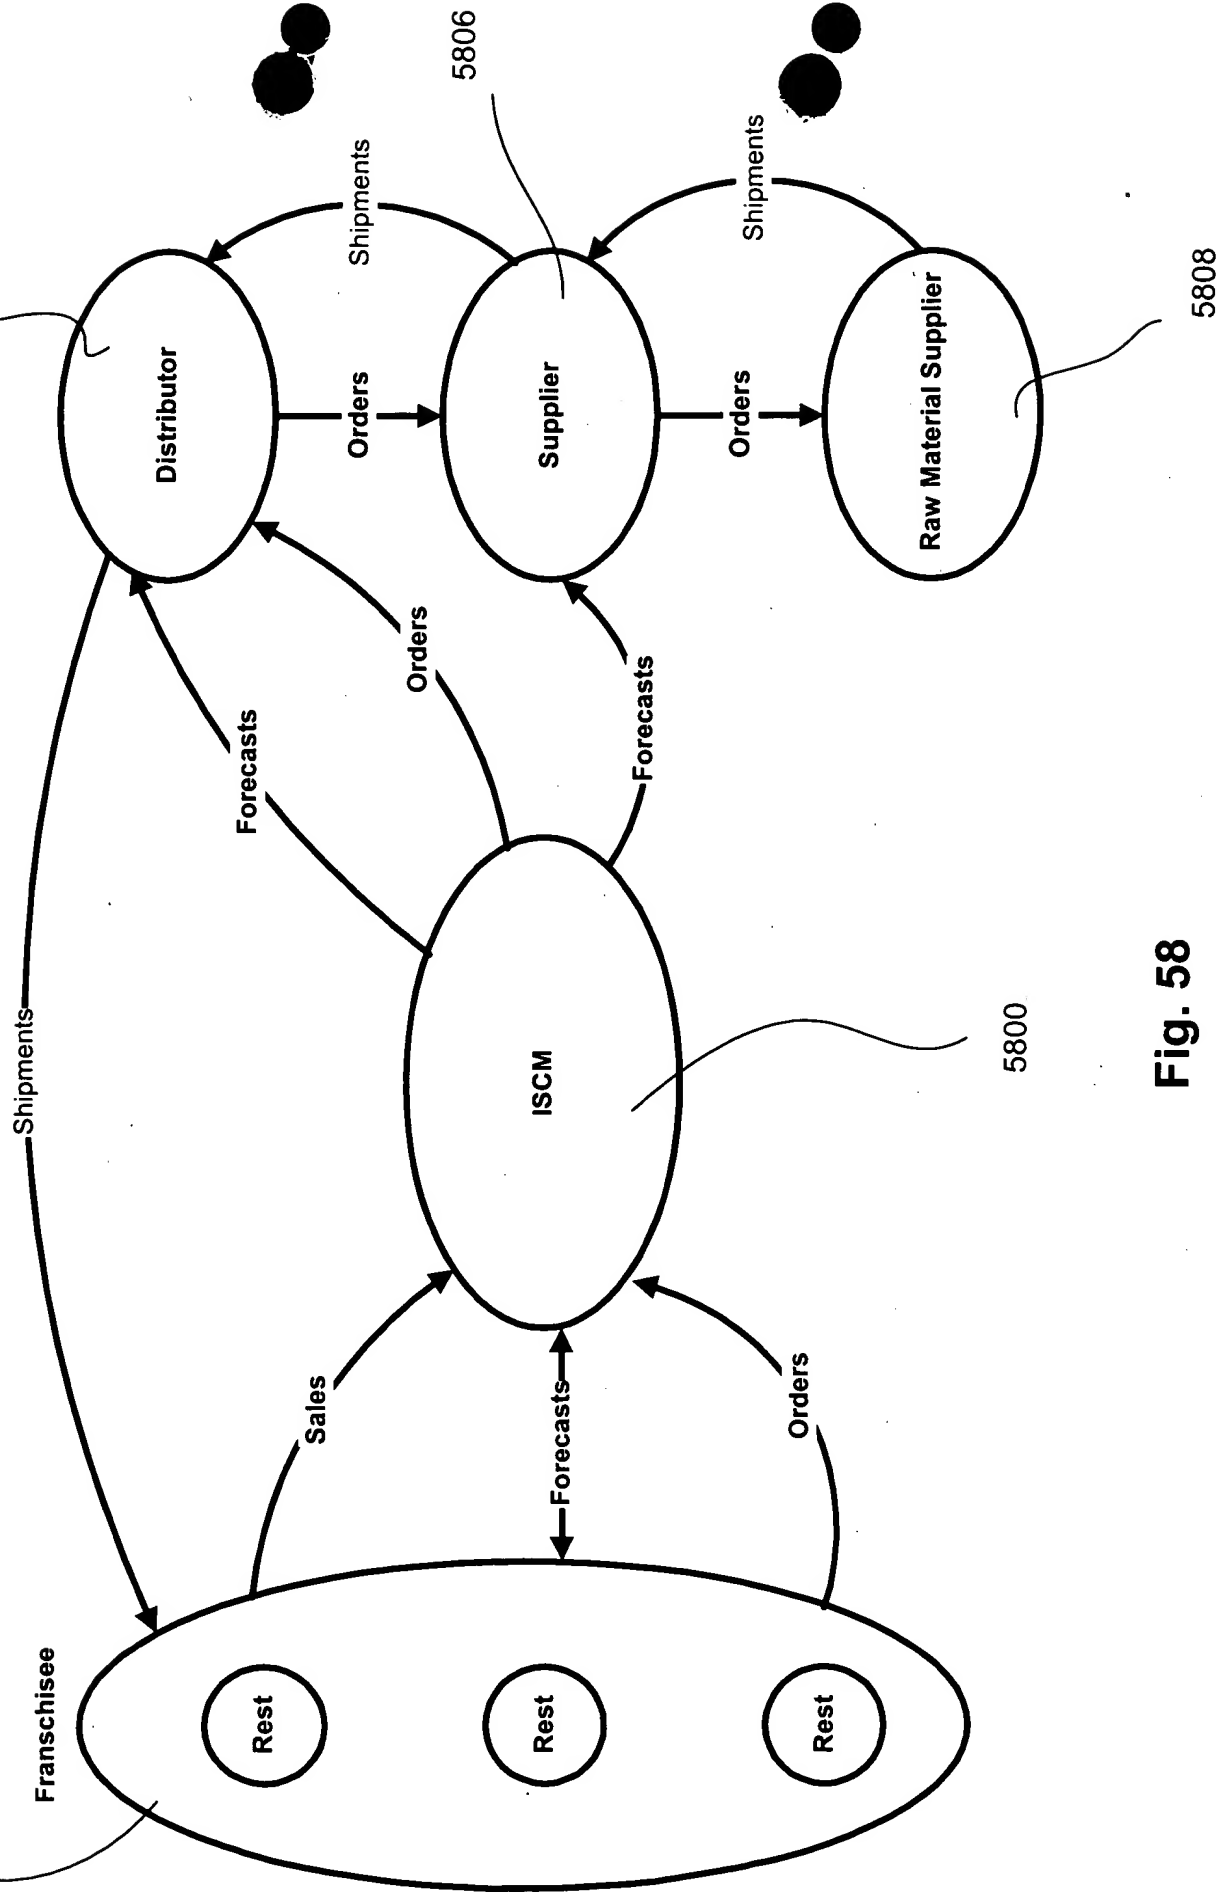 Franschisee
Shipments
Rest
Rest
Rest
Sales
Forecasts
Orders
ISCM
5800
Forecasts
Orders
Forecasts
Distributor
Orders
Shipments
Supplier
5806
Orders
Shipments
Raw Material Supplier
5808
Fig. 58